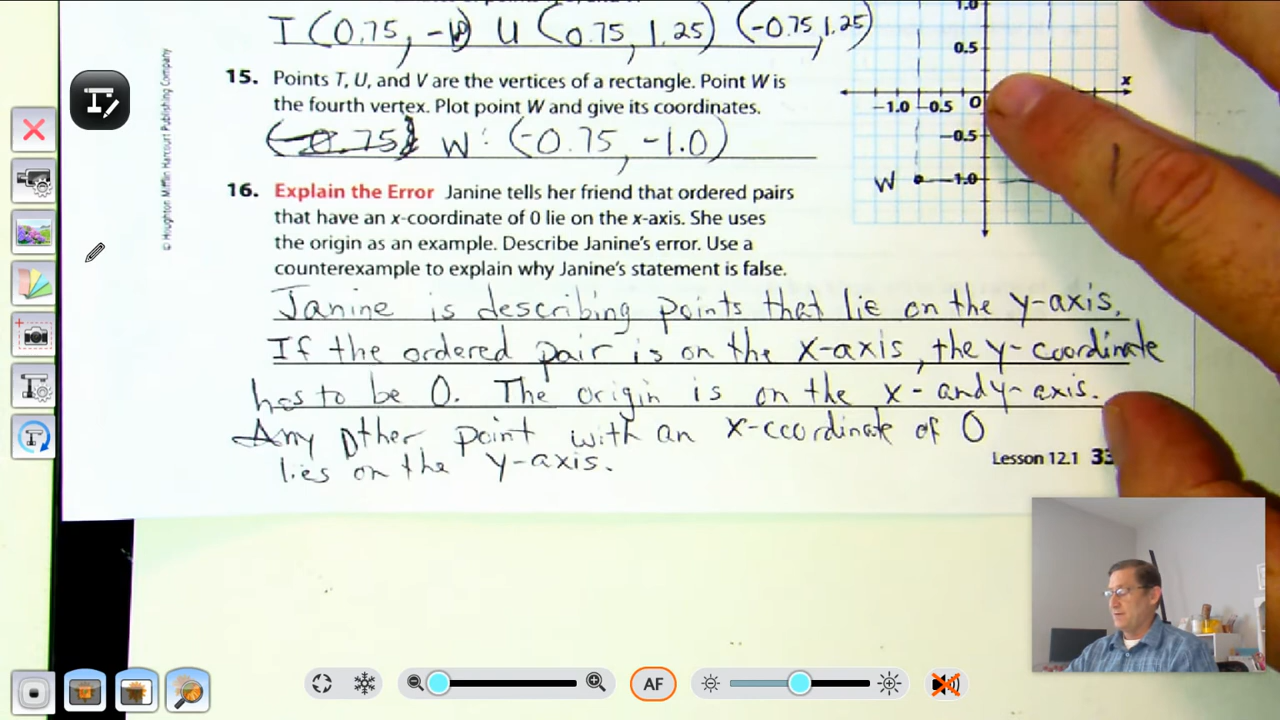 T (0.75, -1.0) U (0.75, 1.25) (-0.75, 1.25)
15. Points T, U, and V are the vertices of a rectangle. Point W is
the fourth vertex. Plot point W and give its coordinates.
(-0.75, W: (-0.75, -1.0)
16. Explain the Error Janine tells her friend that ordered pairs
that have an x-coordinate of 0 lie on the x-axis. She uses
the origin as an example. Describe Janine's error. Use a
counterexample to explain why Janine's statement is false.
Janine is describing points that lie on the y-axis.
If the ordered pair is on the x-axis, the y-coordinate
has to be 0. The origin is on the x- and y-axis.
Any other point with an x-coordinate of 0
lies on the y-axis.
Lesson 12.1
© Houghton Mifflin Harcourt Publishing Company
1.0
0.5
x
-1.0 -0.5 O
-0.5
W -1.0
AF